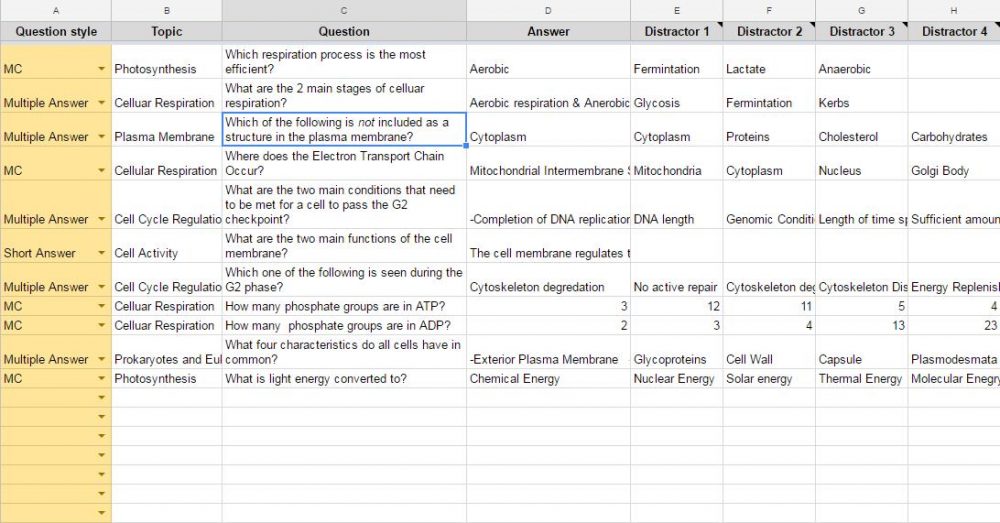 A B C D E F G H
Question style Topic Question Answer Distractor 1 Distractor 2 Distractor 3 Distractor 4
Which respiration process is the most
MC Photosynthesis efficient? Aerobic Fermintation Lactate Anaerobic
What are the 2 main stages of celluar
Multiple Answer Celluar Respiration respiration? Aerobic respiration & Anerobic Glycosis Fermintation Kerbs
Which of the following is not included as a
Multiple Answer Plasma Membrane structure in the plasma membrane? Cytoplasm Cytoplasm Proteins Cholesterol Carbohydrates
Where does the Electron Transport Chain
MC Cellular Respiration Occur? Mitochondrial Intermembrane S Mitochondria Cytoplasm Nucleus Golgi Body
What are the two main conditions that need
to be met for a cell to pass the G2
Multiple Answer Cell Cycle Regulatio checkpoint? -Completion of DNA replication DNA length Genomic Conditi Length of time sp Sufficient amoun
What are the two main functions of the cell
Short Answer Cell Activity membrane? The cell membrane regulates t
Which one of the following is seen during the
Multiple Answer Cell Cycle Regulatio G2 phase? Cytoskeleton degredation No active repair Cytoskeleton deg Cytoskeleton Dis Energy Replenis
MC Celluar Respiration How many phosphate groups are in ATP? 3 12 11 5 4
MC Celluar Respiration How many phosphate groups are in ADP? 2 3 4 13 23
What four characteristics do all cells have in
Multiple Answer Prokaryotes and Eu common? -Exterior Plasma Membrane Glycoproteins Cell Wall Capsule Plasmodesmata
MC Photosynthesis What is light energy converted to? Chemical Energy Nuclear Energy Solar energy Thermal Energy Molecular Enegry